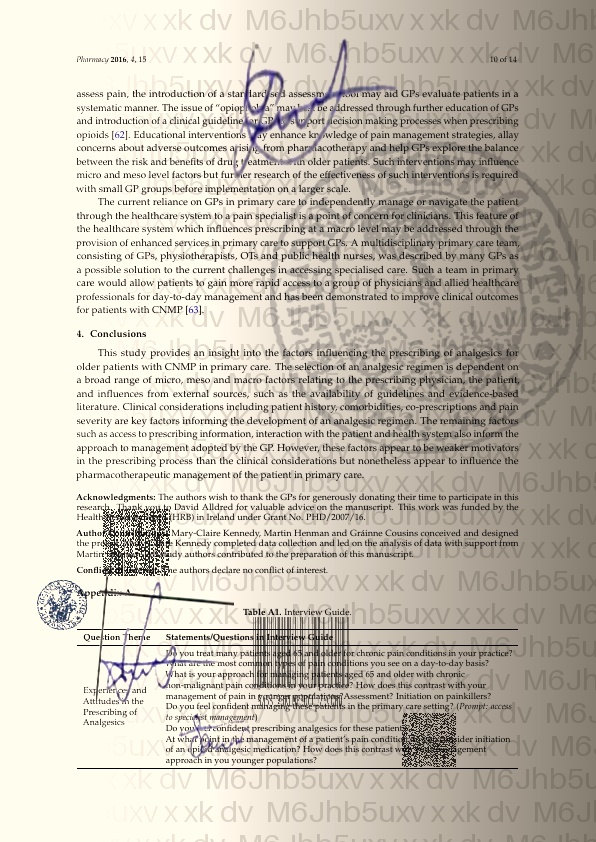 Pharmacy 2016, 4, 15
10 of 14
assess pain, the introduction of a standardised assessment may aid GPs evaluate patients in a
systematic manner. The issue of “opiophobia” may be addressed through further education of GPs
and introduction of a clinical guideline for GPs to support decision making processes when prescribing
opioids [62]. Educational interventions may enhance knowledge of pain management strategies, allay
concerns about adverse outcomes arising from pharmacotherapy and help GPs explore the balance
between the risk and benefits of drug treatment in older patients. Such interventions may influence
micro and meso level factors but further research of the effectiveness of such interventions is required
with small GP groups before implementation on a larger scale.
The current reliance on GPs in primary care to independently manage or navigate the patient
through the healthcare system to a pain specialist is a point of concern for clinicians. This feature of
the healthcare system which influences prescribing at a macro level may be addressed through the
provision of enhanced services in primary care to support GPs. A multidisciplinary primary care team,
consisting of GPs, physiotherapists, OTs and public health nurses, was described by many GPs as
a possible solution to the current challenges in accessing specialised care. Such a team in primary
care would allow patients to gain more rapid access to a group of physicians and allied healthcare
professionals for day-to-day management and has been demonstrated to improve clinical outcomes
for patients with CNMP [63].
4. Conclusions
This study provides an insight into the factors influencing the prescribing of analgesics for
older patients with CNMP in primary care. The selection of an analgesic regimen is dependent on
a broad range of micro, meso and macro factors relating to the prescribing physician, the patient,
and influences from external sources, such as the availability of guidelines and evidence-based
literature. Clinical considerations including patient history, comorbidities, co-prescriptions and pain
severity are key factors informing the development of an analgesic regimen. The remaining factors
such as access to prescribing information, interaction with the patient and health system also inform the
approach to management adopted by the GP. However, these factors appear to be weaker motivators
in the prescribing process than the clinical considerations but nonetheless appear to influence the
pharmacotherapeutic management of the patient in primary care.
Acknowledgments: The authors wish to thank the GPs for generously donating their time to participate in this
research. Thank you to David Alldred for valuable advice on the manuscript. This work was funded by the
Health (HRB) in Ireland under Grant No. PHD/2007/16.
Author Mary-Claire Kennedy, Martin Henman and Gráinne Cousins conceived and designed
the Kennedy completed data collection and led on the analysis of data with support from
Martin study authors contributed to the preparation of this manuscript.
Conflicts The authors declare no conflict of interest.
Appendix A
Table A1. Interview Guide.
Question Theme Statements/Questions in Interview Guide
Do you treat many patients aged 65 and older for chronic pain conditions in your practice?
What are the most common types of pain conditions you see on a day-to-day basis?
What is your approach for managing patients aged 65 and older with chronic
non-malignant pain conditions in your practice? How does this contrast with your
management of pain in younger populations? Assessment? Initiation of painkillers?
Experiences and
Attitudes in the
Prescribing of
Analgesics
Do you feel confident managing these patients in the primary care setting? (Prompt: access
to specialist management)
Do you feel confident prescribing analgesics for these patients
At what point in the management of a patient's pain condition do you consider initiation
of an opioid analgesic medication? How does this contrast with your management
approach in you younger populations?
M6Jhb5uvx x xk dv